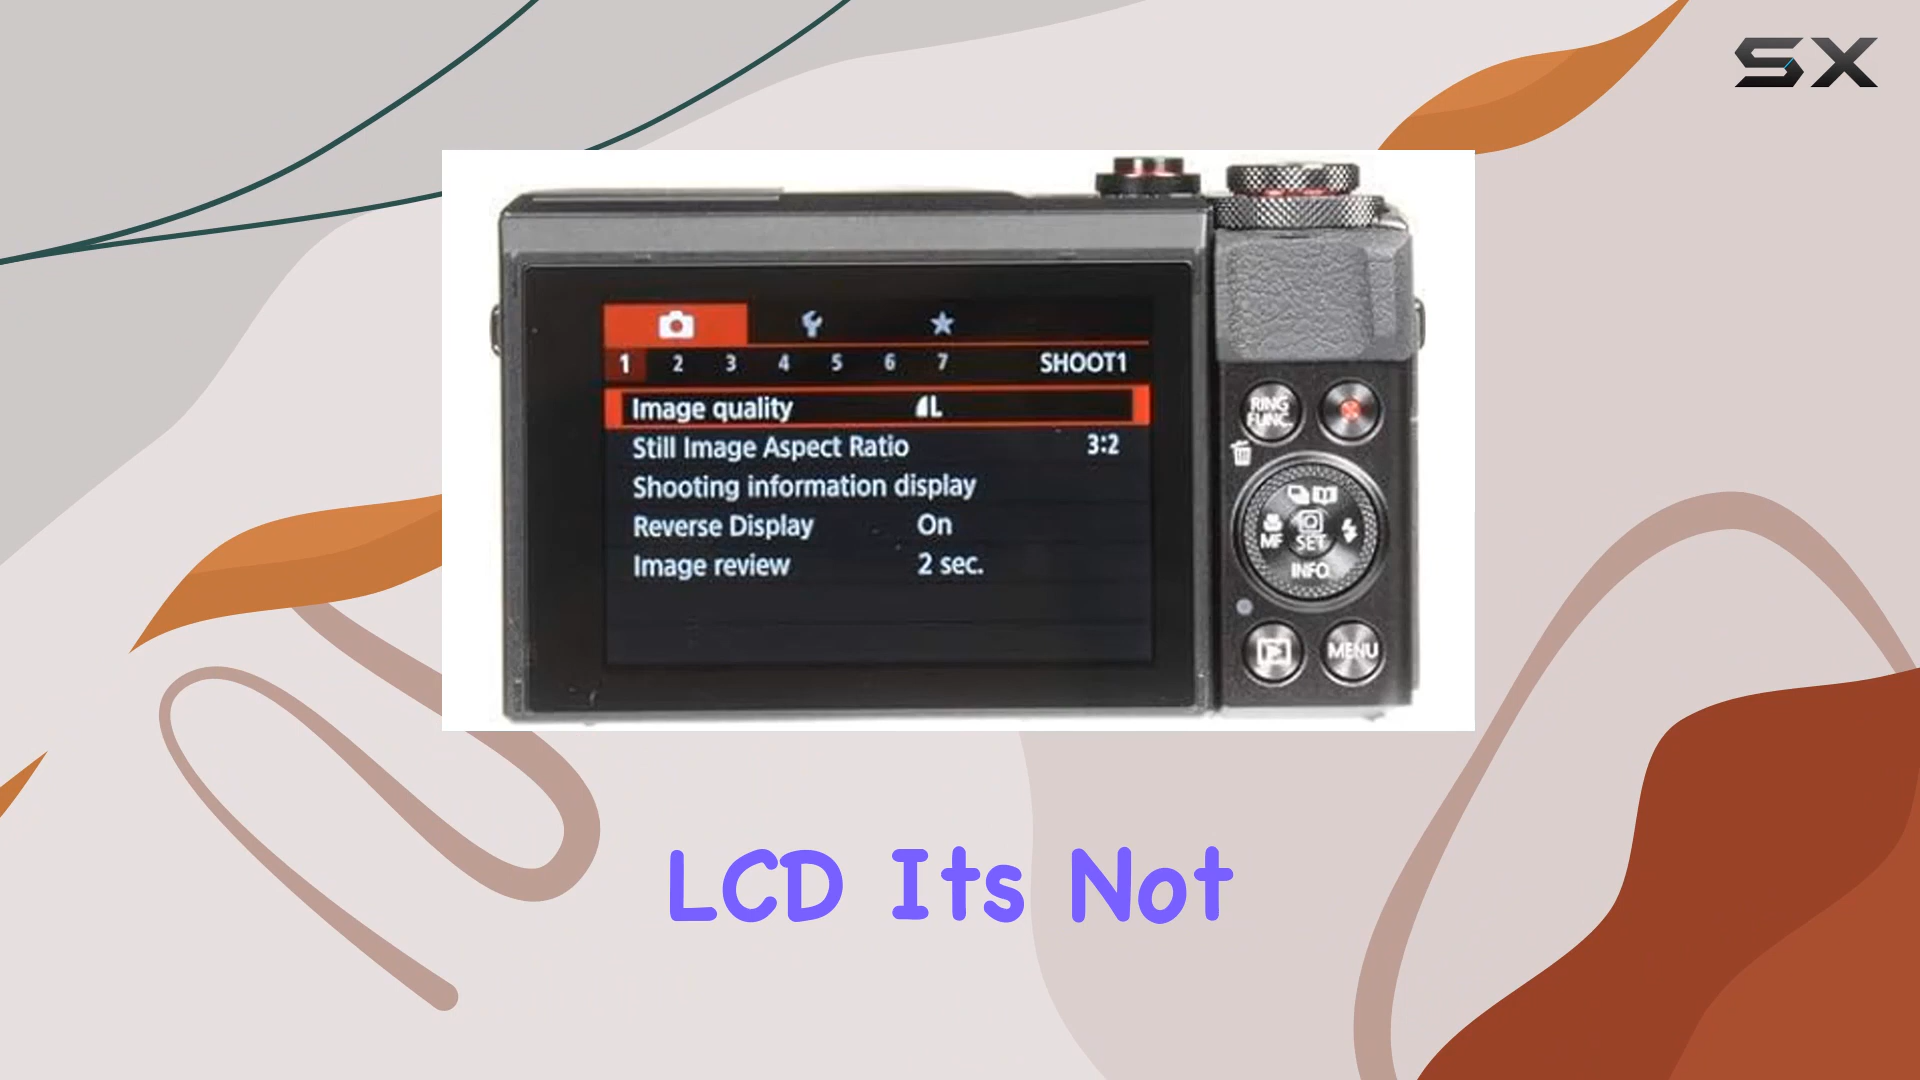 SX
1 2 3 4 5 6 7 SHOOT1
Image quality L
Still Image Aspect Ratio 3:2
Shooting information display
Reverse Display On
Image review 2 sec.
RING
FUNC.
MF
SET
INFO.
MENU
LCD Its Not